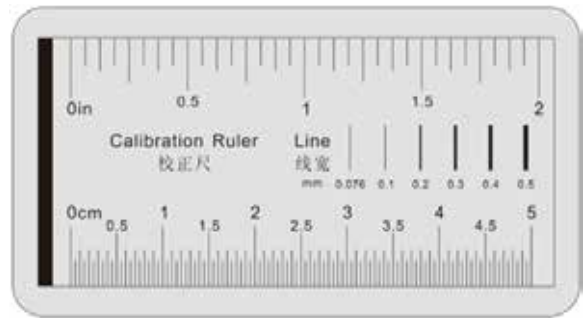 0in 0.5 1 1.5 2
Calibration Ruler Line
校正尺 线宽
mm 0.076 0.1 0.2 0.3 0.4 0.5
0cm 0.5 1 1.5 2 2.5 3 3.5 4 4.5 5